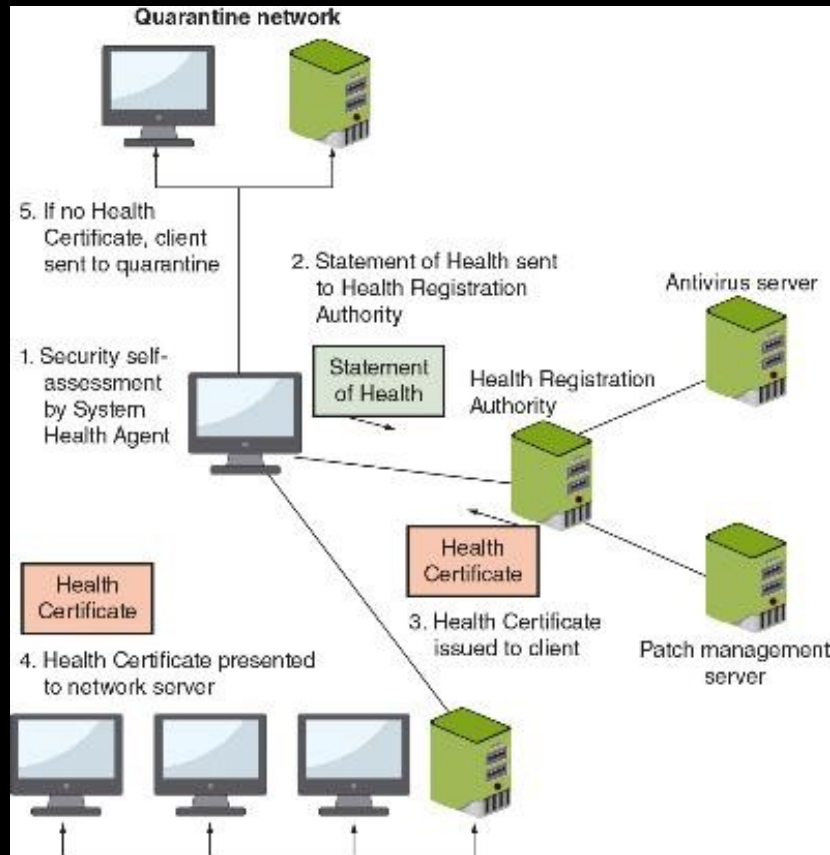 Quarantine network
5. If no Health
Certificate, client
sent to quarantine
2. Statement of Health sent
to Health Registration
Authority
Antivirus server
1. Security self-
assessment
by System
Health Agent
Statement
of Health
Health Registration
Authority
Health
Certificate
Health
Certificate
3. Health Certificate
issued to client
4. Health Certificate presented
to network server
Patch management
server